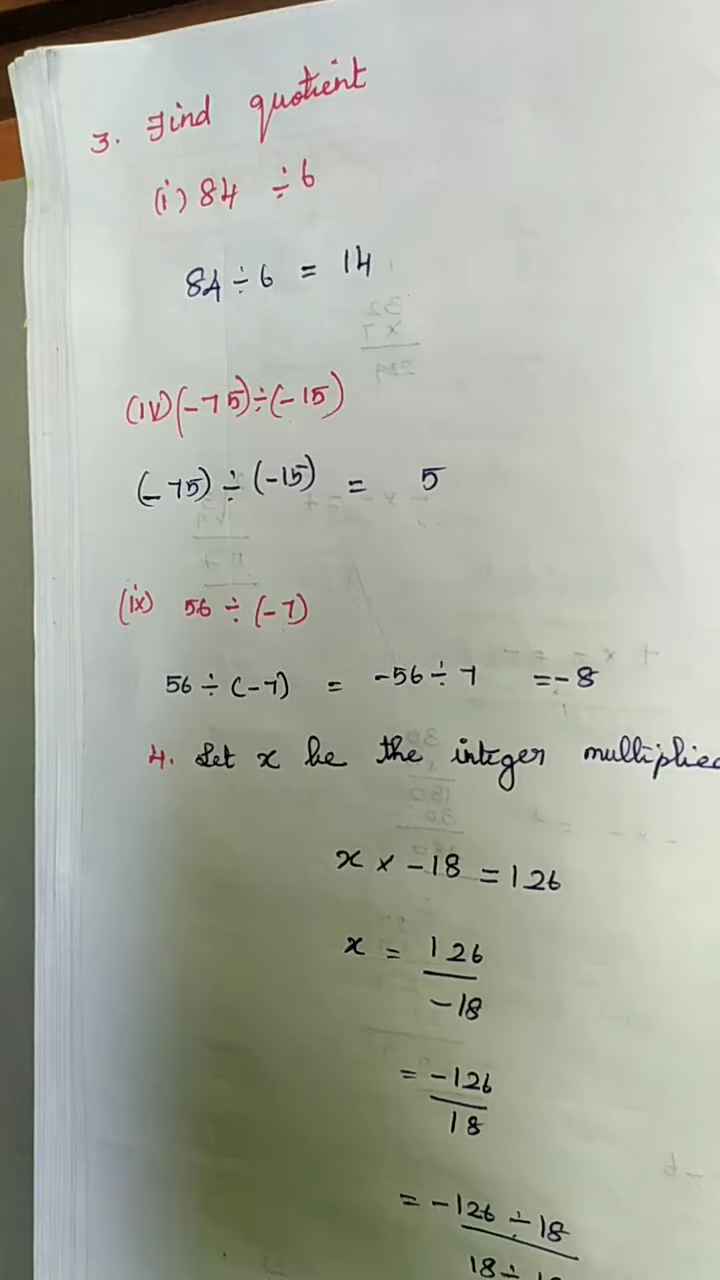 3. Find quotient
(i) 84 ÷ 6
84 ÷ 6 = 14
(iv) (-75) ÷ (-15)
(-75) ÷ (-15) = 5
(ix) 56 ÷ (-7)
56 ÷ (-7) = -56 ÷ 7 = -8
4. Let x be the integer multiplied
x × -18 = 126
x = 126
-18
= -126
18
= -126 ÷ 18
18 ÷